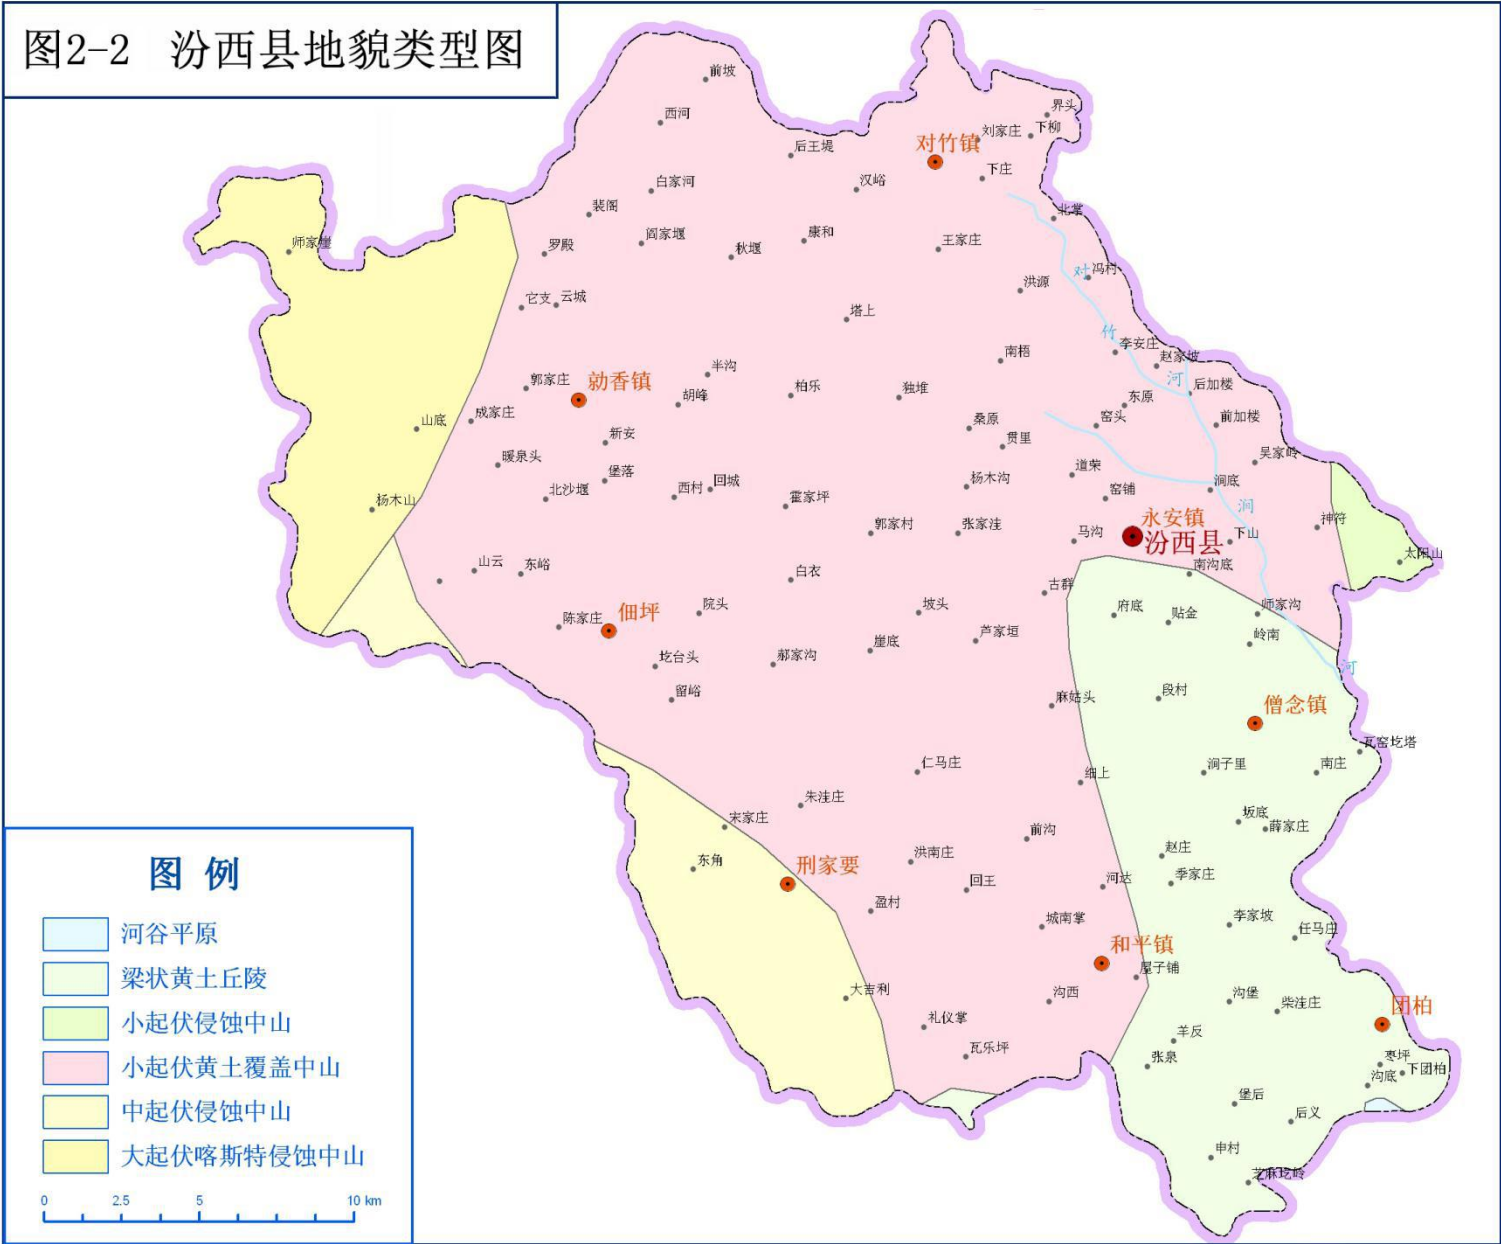 图2-2 汾西县地貌类型图
前坡
西河
界头
刘家庄
下柳
对竹镇
后王堤
下庄
汉峪
白家河
裴阁
北掌
师家崖
罗殿
阎家堰
秋堰
康和
王家庄
对
冯村
洪源
它支
云城
塔上
竹
李安庄
南梧
赵家坡
半沟
河
郭家庄
勍香镇
胡峰
柏乐
独堆
后加楼
东原
成家庄
山底
新安
桑原
窑头
前加楼
贯里
暖泉头
堡落
吴家岭
道荣
北沙堰
西村
回城
霍家坪
杨木沟
窑铺
涧底
杨木山
涧
郭家村
张家洼
永安镇
神符
马沟
汾西县
下山
太阳山
山云
东峪
白衣
南沟底
古群
陈家庄
佃坪
院头
坡头
府底
贴金
师家沟
芦家垣
岭南
崖底
圪台头
郝家沟
河
留峪
麻姑头
段村
僧念镇
瓦窑圪塔
仁马庄
细上
涧子里
南庄
朱洼庄
宋家庄
坂底
薛家庄
前沟
东角
刑家要
洪南庄
赵庄
回王
河达
季家庄
盈村
城南掌
李家坡
任马庄
和平镇
屋子铺
大吉利
沟西
沟堡
柴洼庄
团柏
礼仪掌
羊反
瓦乐坪
张泉
枣坪
沟底
下团柏
堡后
后义
申村
芝麻圪岭
图 例
河谷平原
梁状黄土丘陵
小起伏侵蚀中山
小起伏黄土覆盖中山
中起伏侵蚀中山
大起伏喀斯特侵蚀中山
0 2.5 5 10 km